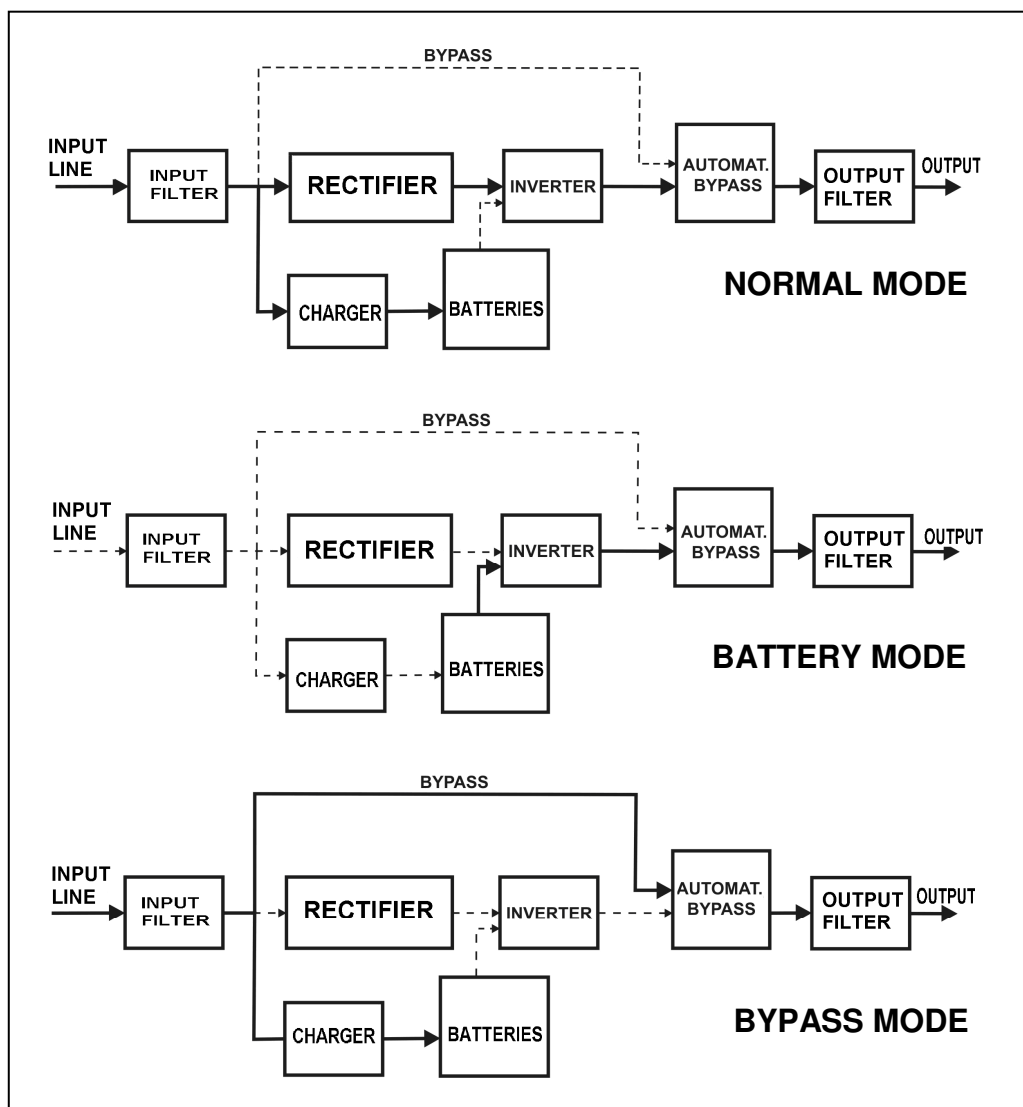 BYPASS
INPUT
LINE
INPUT
FILTER
RECTIFIER
INVERTER
AUTOMAT.
BYPASS
OUTPUT
FILTER
OUTPUT
CHARGER
BATTERIES
NORMAL MODE
BYPASS
INPUT
LINE
INPUT
FILTER
RECTIFIER
INVERTER
AUTOMAT.
BYPASS
OUTPUT
FILTER
OUTPUT
CHARGER
BATTERIES
BATTERY MODE
BYPASS
INPUT
LINE
INPUT
FILTER
RECTIFIER
INVERTER
AUTOMAT.
BYPASS
OUTPUT
FILTER
OUTPUT
CHARGER
BATTERIES
BYPASS MODE